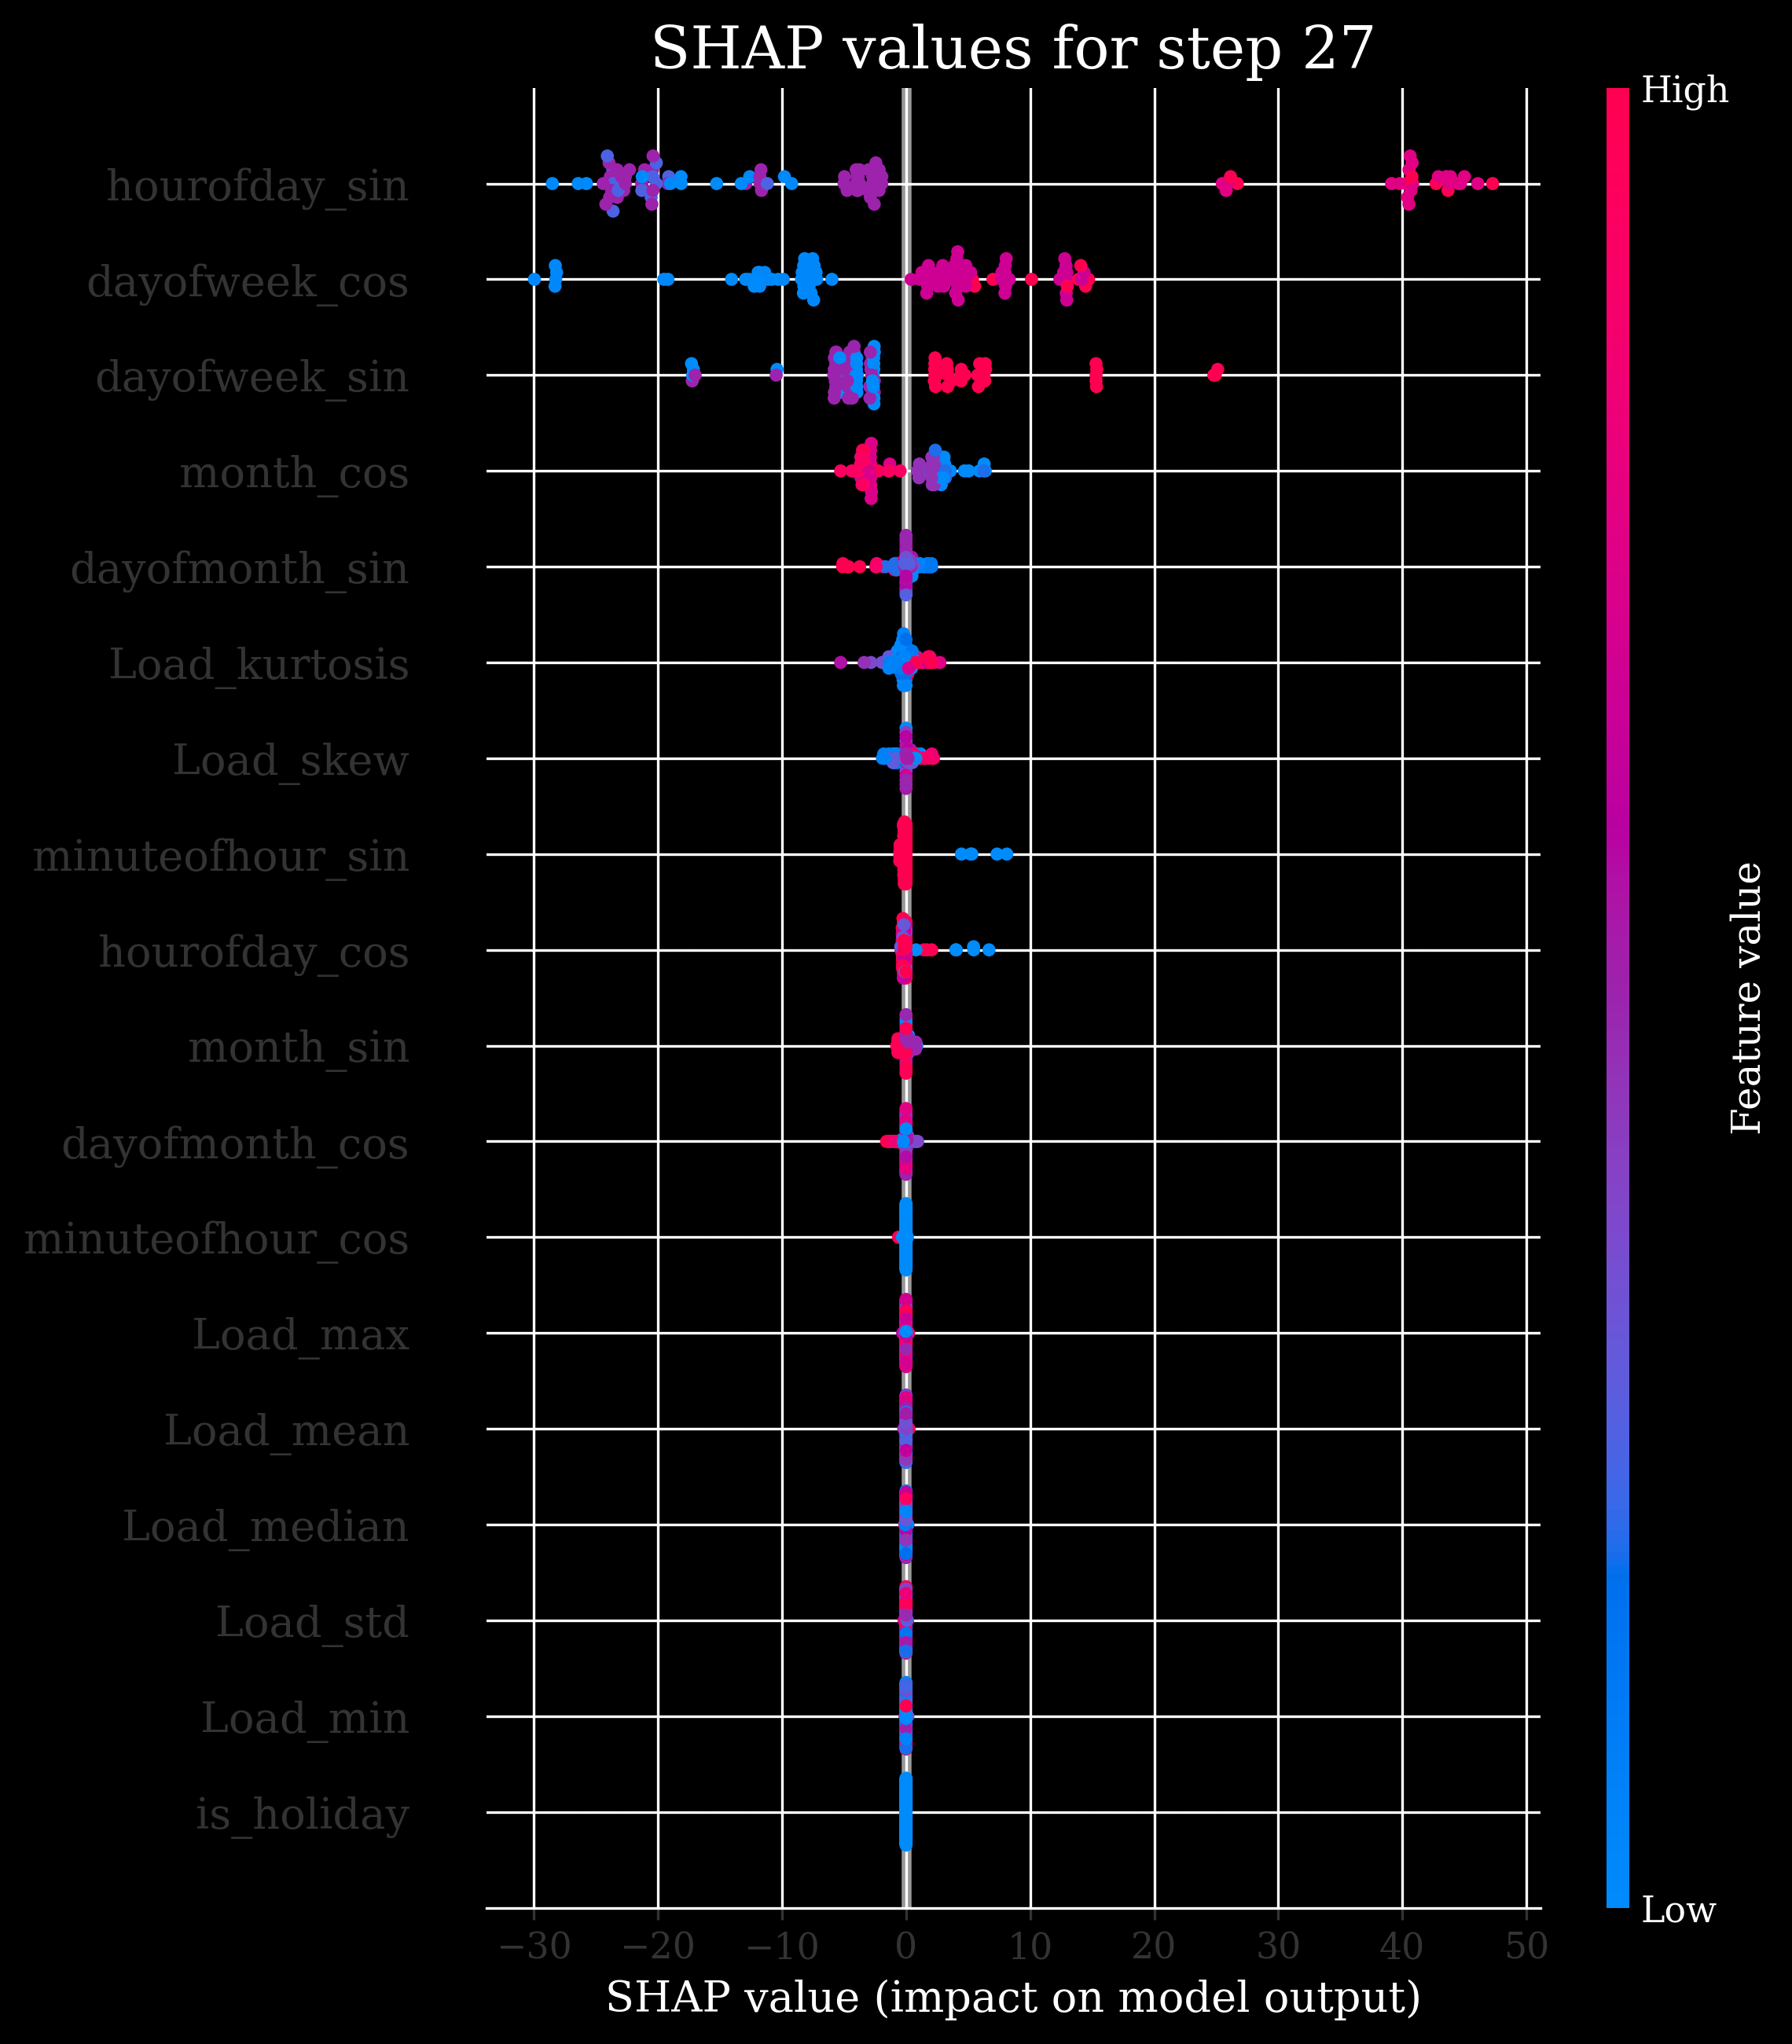 SHAP values for step 27
High
hourofday_sin
dayofweek_cos
dayofweek_sin
month_cos
dayofmonth_sin
Load_kurtosis
Load_skew
minuteofhour_sin
hourofday_cos
month_sin
dayofmonth_cos
minuteofhour_cos
Load_max
Load_mean
Load_median
Load_std
Load_min
is_holiday
Feature value
Low
−30 −20 −10 0 10 20 30 40 50
SHAP value (impact on model output)